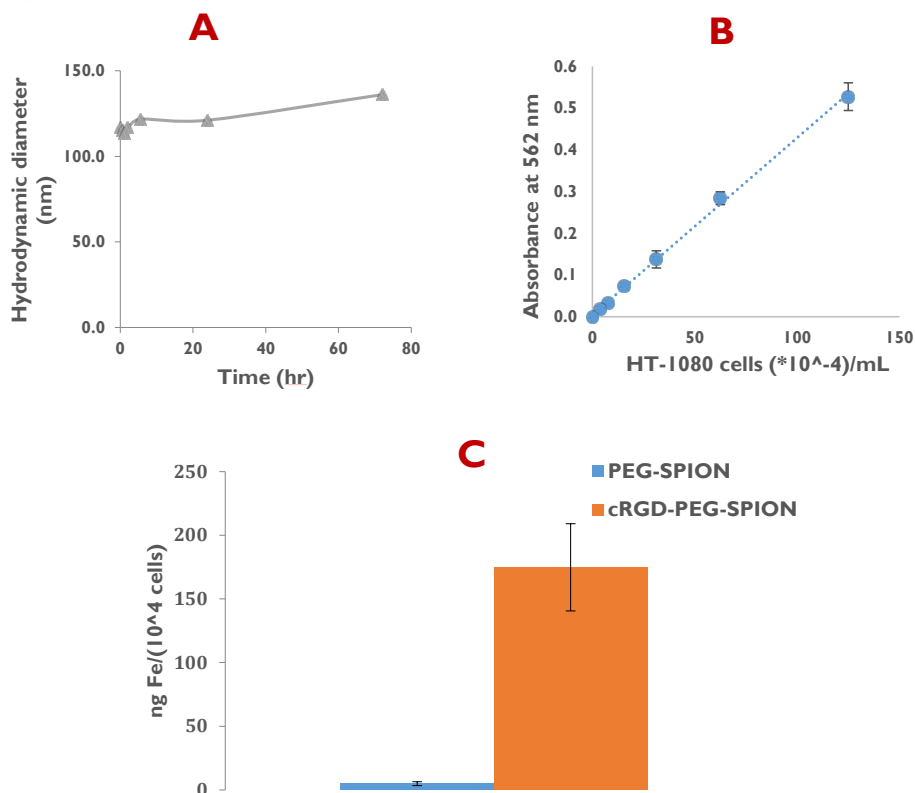 A
150.0
100.0
50.0
0.0
0 20 40 60 80
Hydrodynamic diameter
(nm)
Time (hr)
B
0.6
0.5
0.4
0.3
0.2
0.1
0.0
0 50 100 150
Absorbance at 562 nm
HT-1080 cells (*10^-4)/mL
C
250
200
150
100
50
0
ng Fe/(10^4 cells)
PEG-SPION
cRGD-PEG-SPION